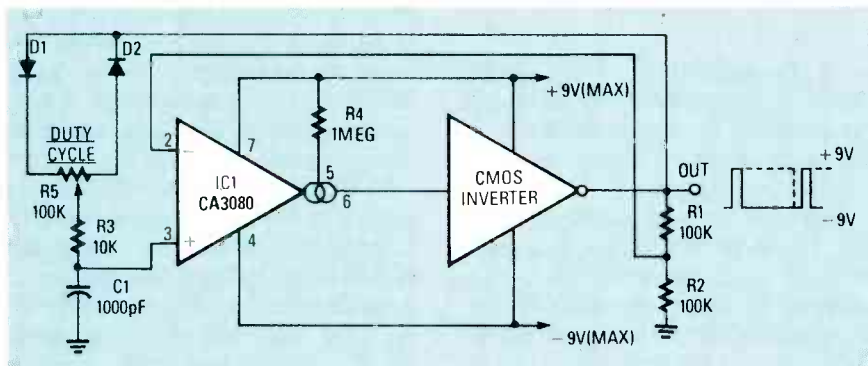 D1
D2
+9V(MAX)
R4
1MEG
DUTY
CYCLE
2
−
7
5
6
IC1
CA3080
CMOS
INVERTER
OUT
+9V
−9V
R5
100K
R1
100K
R3
10K
3
+
4
R2
100K
C1
1000pF
−9V(MAX)